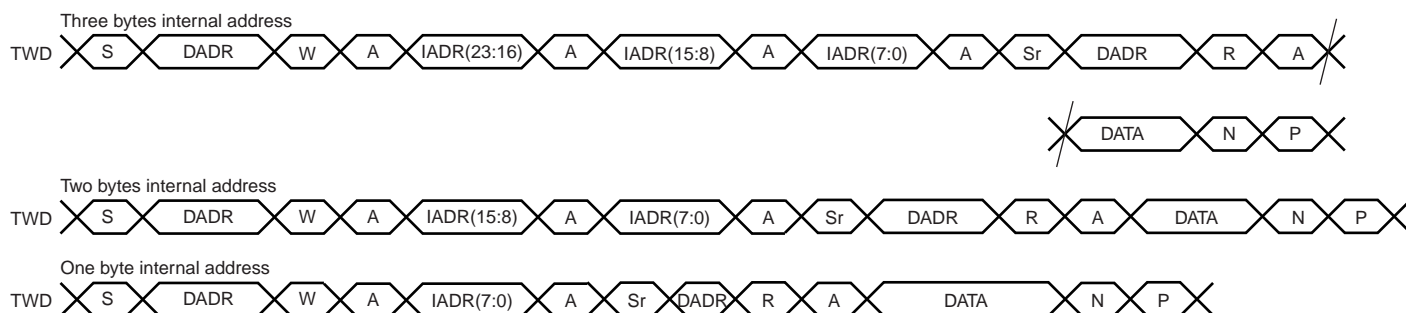 Three bytes internal address
TWD S DADR W A IADR(23:16) A IADR(15:8) A IADR(7:0) A Sr DADR R A
DATA N P
Two bytes internal address
TWD S DADR W A IADR(15:8) A IADR(7:0) A Sr DADR R A DATA N P
One byte internal address
TWD S DADR W A IADR(7:0) A Sr DADR R A DATA N P